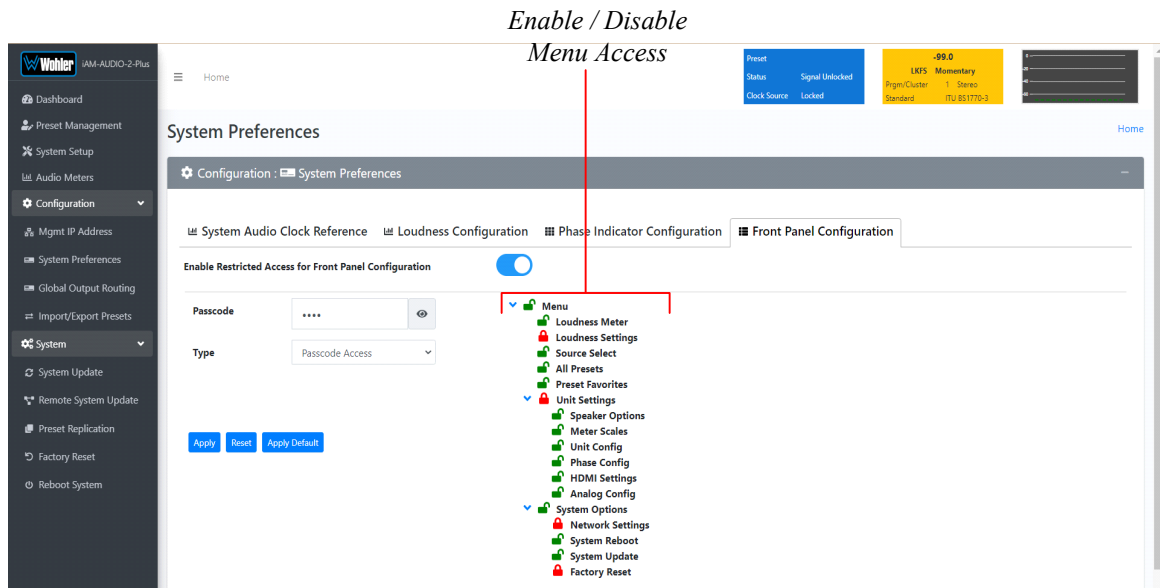 Enable / Disable
Menu Access
Wohler iAM-AUDIO-2-Plus
Dashboard
Preset Management
System Setup
Audio Meters
Configuration
Mgmt IP Address
System Preferences
Global Output Routing
Import/Export Presets
System
System Update
Remote System Update
Preset Replication
Factory Reset
Reboot System
Home
Preset
Status Signal Unlocked
Clock Source Locked
-99.0
LKFS Momentary
Prgm/Cluster 1 Stereo
Standard ITU BS1770-3
System Preferences
Home
Configuration : System Preferences
System Audio Clock Reference Loudness Configuration Phase Indicator Configuration Front Panel Configuration
Enable Restricted Access for Front Panel Configuration
Passcode ····
Type Passcode Access
Apply Reset Apply Default
Menu
Loudness Meter
Loudness Settings
Source Select
All Presets
Preset Favorites
Unit Settings
Speaker Options
Meter Scales
Unit Config
Phase Config
HDMI Settings
Analog Config
System Options
Network Settings
System Reboot
System Update
Factory Reset